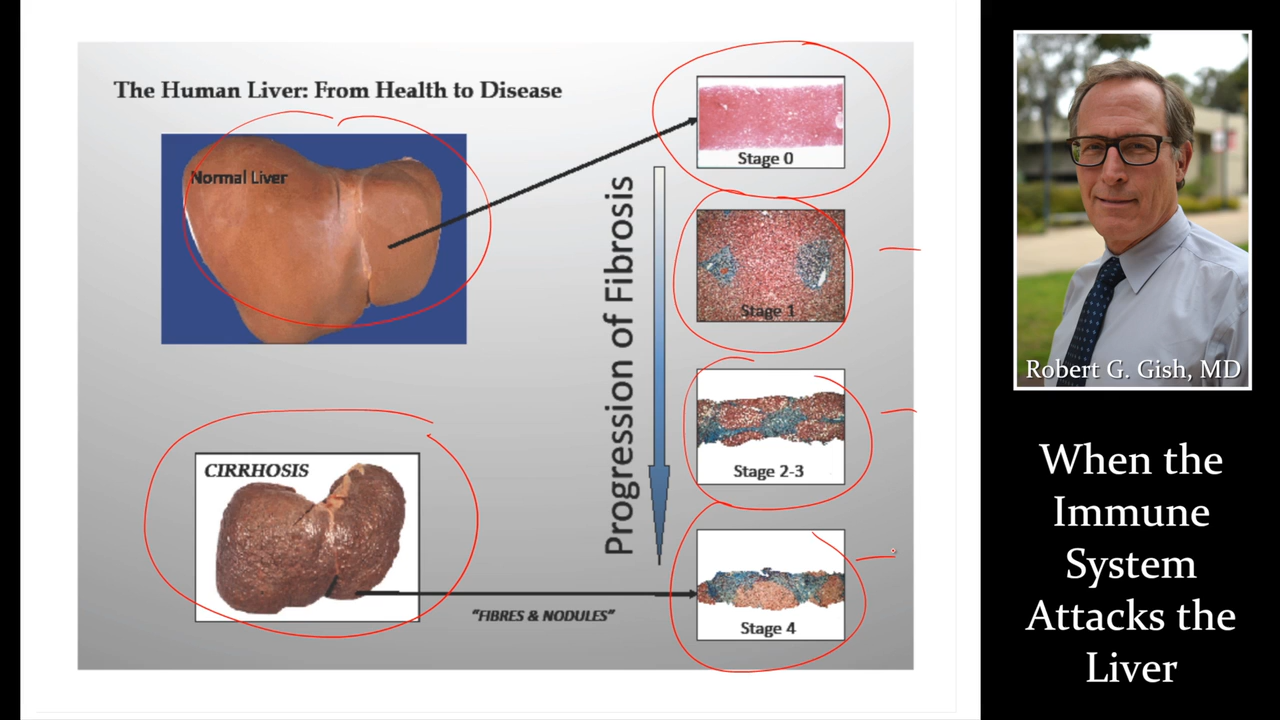 The Human Liver: From Health to Disease
Normal Liver
Stage 0
Progression of Fibrosis
Stage 1
Stage 2-3
CIRRHOSIS
"FIBRES & NODULES"
Stage 4
Robert G. Gish, MD
When the
Immune
System
Attacks the
Liver